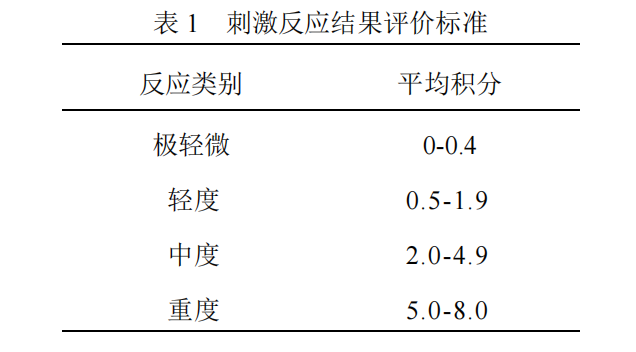 表 1 刺激反应结果评价标准
反应类别 平均积分
极轻微 0-0.4
轻度 0.5-1.9
中度 2.0-4.9
重度 5.0-8.0